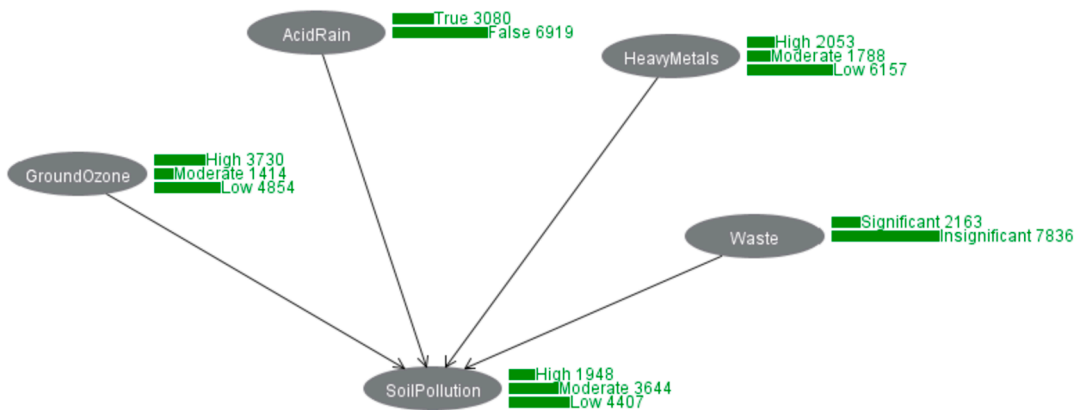 AcidRain
True 3080
False 6919
HeavyMetals
High 2053
Moderate 1788
Low 6157
GroundOzone
High 3730
Moderate 1414
Low 4854
Waste
Significant 2163
Insignificant 7836
SoilPollution
High 1948
Moderate 3644
Low 4407